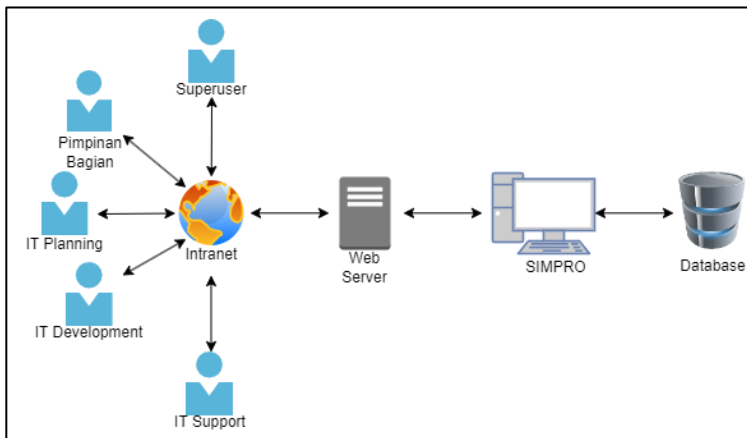 Superuser
Pimpinan
Bagian
IT Planning
Intranet
Web
Server
SIMPRO
Database
IT Development
IT Support